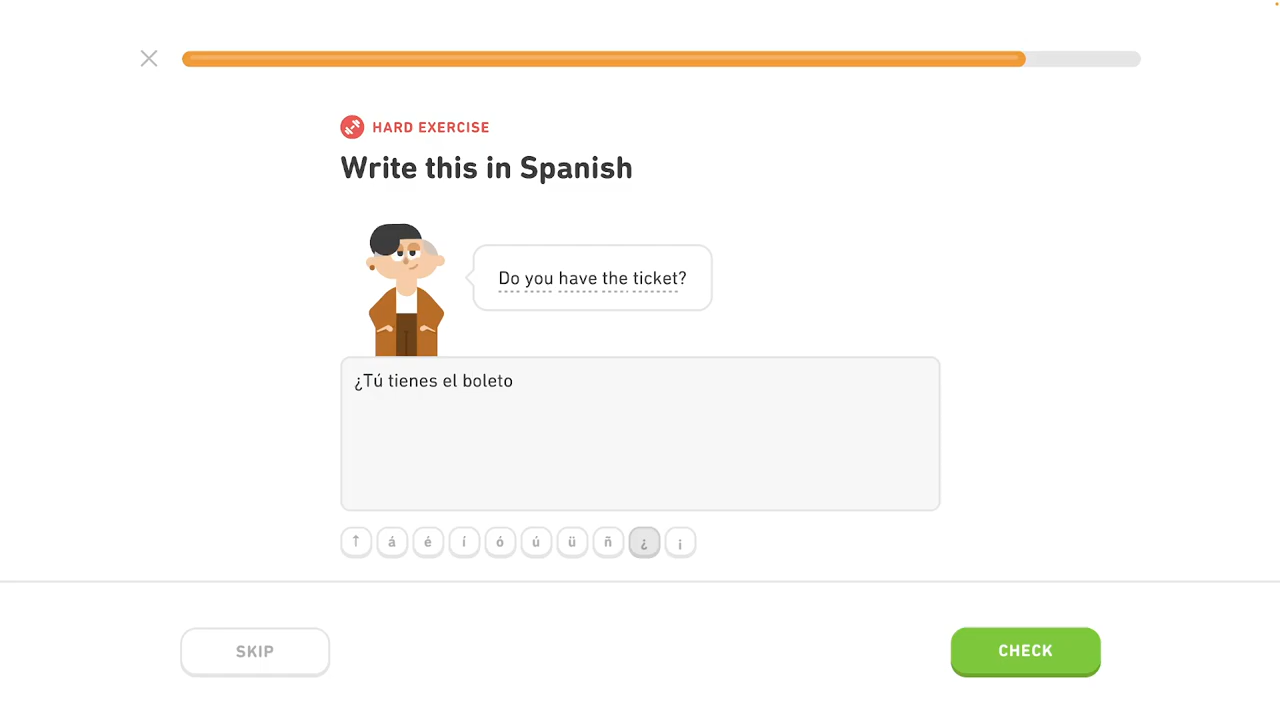 HARD EXERCISE
Write this in Spanish
Do you have the ticket?
¿Tú tienes el boleto
↑ á é í ó ú ü ñ ¿ ¡
SKIP
CHECK